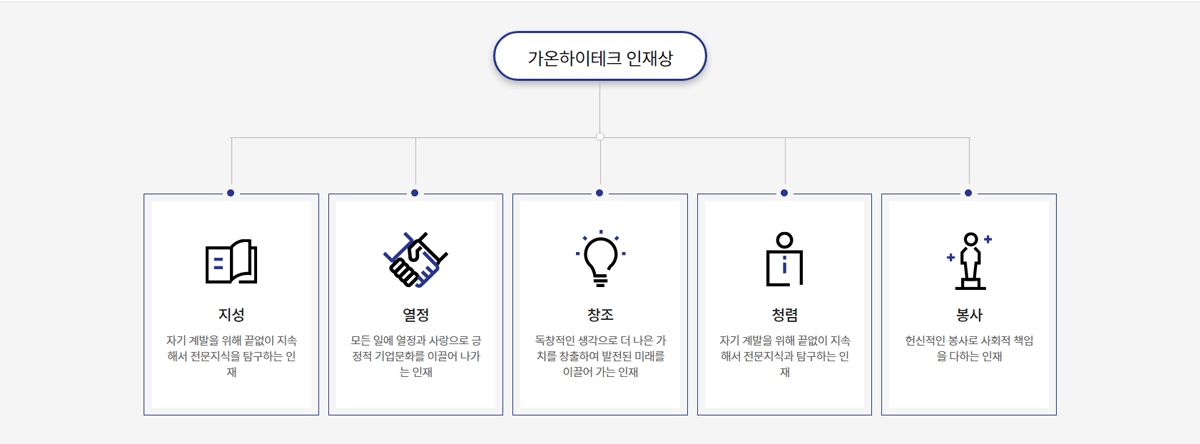 가온하이테크 인재상
지성
자기 계발을 위해 끝없이 지속
해서 전문지식을 탐구하는 인
재
열정
모든 일에 열정과 사랑으로 긍
정적 기업문화를 이끌어 나가
는 인재
창조
독창적인 생각으로 더 나은 가
치를 창출하여 발전된 미래를
이끌어 가는 인재
청렴
자기 계발을 위해 끝없이 지속
해서 전문지식과 탐구하는 인
재
봉사
헌신적인 봉사로 사회적 책임
을 다하는 인재